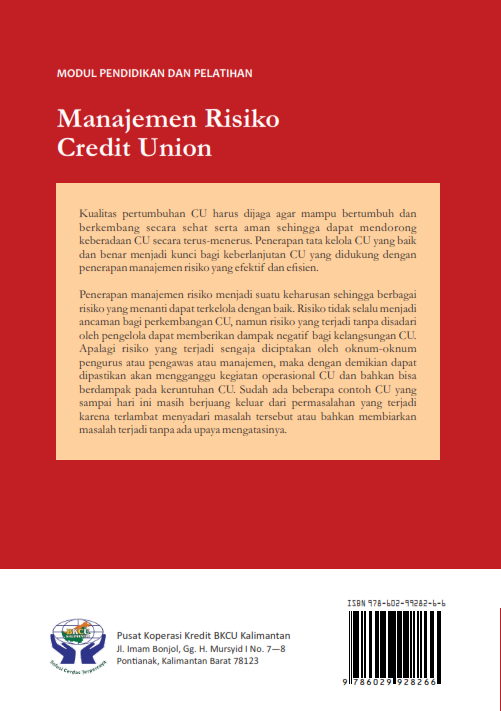 MODUL PENDIDIKAN DAN PELATIHAN
Manajemen Risiko
Credit Union
Kualitas pertumbuhan CU harus dijaga agar mampu bertumbuh dan
berkembang secara sehat serta aman sehingga dapat mendorong
keberadaan CU secara terus-menerus. Penerapan tata kelola CU yang baik
dan benar menjadi kunci bagi keberlanjutan CU yang didukung dengan
penerapan manajemen risiko yang efektif dan efisien.
Penerapan manajemen risiko menjadi suatu keharusan sehingga berbagai
risiko yang menanti dapat terkelola dengan baik. Risiko tidak selalu menjadi
ancaman bagi perkembangan CU, namun risiko yang terjadi tanpa disadari
oleh pengelola dapat memberikan dampak negatif bagi kelangsungan CU.
Apalagi risiko yang terjadi sengaja diciptakan oleh oknum-oknum
pengurus atau pengawas atau manajemen, maka dengan demikian dapat
dipastikan akan mengganggu kegiatan operasional CU dan bahkan bisa
berdampak pada keruntuhan CU. Sudah ada beberapa contoh CU yang
sampai hari ini masih berjuang keluar dari permasalahan yang terjadi
karena terlambat menyadari masalah tersebut atau bahkan membiarkan
masalah terjadi tanpa ada upaya mengatasinya.
BKCU
KALIMANTAN
Solusi Cerdas Terpercaya
Pusat Koperasi Kredit BKCU Kalimantan
Jl. Imam Bonjol, Gg. H. Mursyid I No. 7—8
Pontianak, Kalimantan Barat 78123
ISBN 978-602-99282-6-6
9 786029 928266